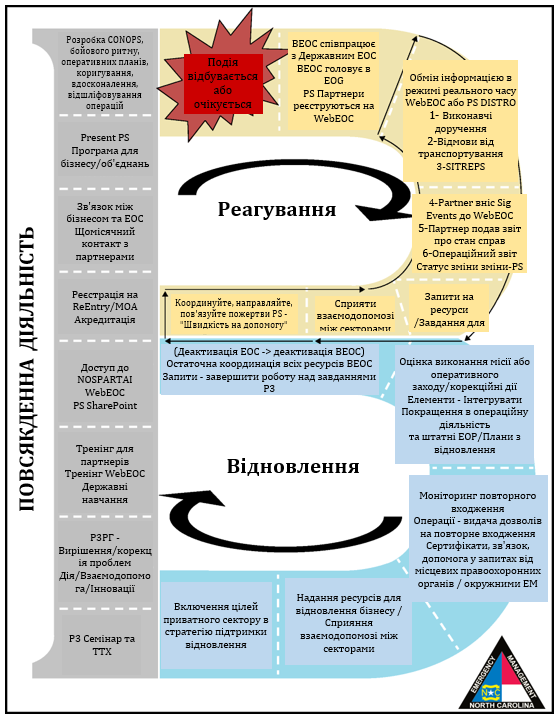 ПОВСЯКДЕННА ДІЯЛЬНІСТЬ
Розробка CONOPS,
бойового ритму,
оперативних планів,
коригування,
вдосконалення,
відшліфовування
операцій
Present PS
Програма для
бізнесу/об'єднань
Зв'язок між
бізнесом та ЕОС
Щомісячний
контакт з
партнерами
Реєстрація на
ReEntry/MOA
Акредитація
Доступ до
NOSPARTAI
WebEOC
PS SharePoint
Тренінг для
партнерів
Тренінг WebEOC
Державні
навчання
РЗРГ -
Вирішення/корекц
ія проблем
Дія/Взаємодопомо
га/Інновації
РЗ Семінар та
ТТХ
Подія
відбувається
або
очікується
BEOC співпрацює
з Державним ЕОС
BEOC головує в
EOG
PS Партнери
реєструються на
WebEOC
Обмін інформацією в
режимі реального часу
WebEOC або PS DISTRO
1- Виконавчі
доручення
2-Відмови від
транспортування
3-SITREPS
4-Partner вніс Sig
Events до WebEOC
5-Партнер подав звіт
про стан справ
6-Операційний звіт
Статус зміни зміни-PS
Запити на
ресурси
/Завдання для
Сприяти
взаємодопомозі
між секторами
Координуйте, направляйте,
пов'язуйте пожертви PS -
"Швидкість на допомогу"
Реагування
(Деактивація ЕОС -> деактивація ВЕОС)
Остаточна координація всіх ресурсів ВЕОС
Запити - завершити роботу над завданнями
РЗ
Оцінка виконання місії або
оперативного
заходу/корекційні дії
Елементи - Інтегрувати
Покращення в операційну
діяльність
та штатні ЕОР/Плани з
відновлення
Відновлення
Моніторинг повторного
входження
Операції - видача дозволів
на повторне входження
Сертифікати, зв'язок,
допомога у запитах від
місцевих правоохоронних
органів / окружними ЕМ
Надання ресурсів для
відновлення бізнесу /
Сприяння
взаємодопомозі між
секторами
Включення цілей
приватного сектору в
стратегію підтримки
відновлення
EMERGENCY
MANAGEMENT
N C
NORTH CAROLINA